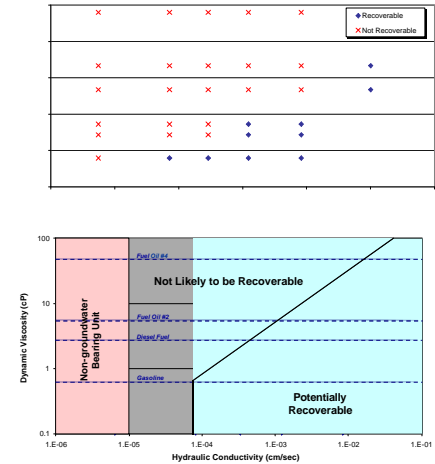 Recoverable
Not Recoverable
100
10
1
0.1
Dynamic Viscosity (cP)
Non-groundwater
Bearing Unit
Fuel Oil #4
Not Likely to be Recoverable
Fuel Oil #2
Diesel Fuel
Gasoline
Potentially
Recoverable
1.E-06
1.E-05
1.E-04
1.E-03
1.E-02
1.E-01
Hydraulic Conductivity (cm/sec)